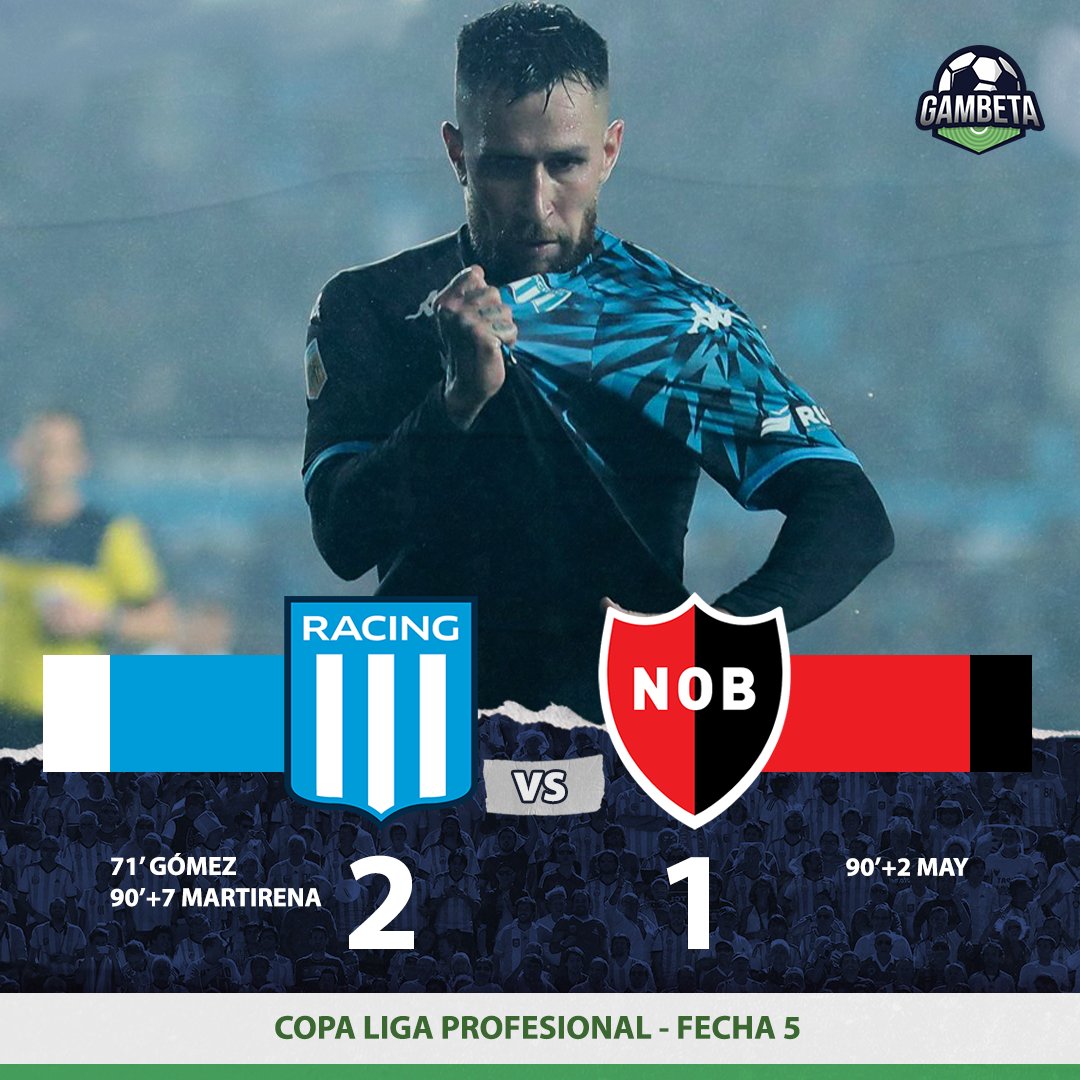 GAMBETA
RU
RACING
NOB
VS
71' GÓMEZ
90'+7 MARTIRENA
2
1
90'+2 MAY
COPA LIGA PROFESIONAL - FECHA 5